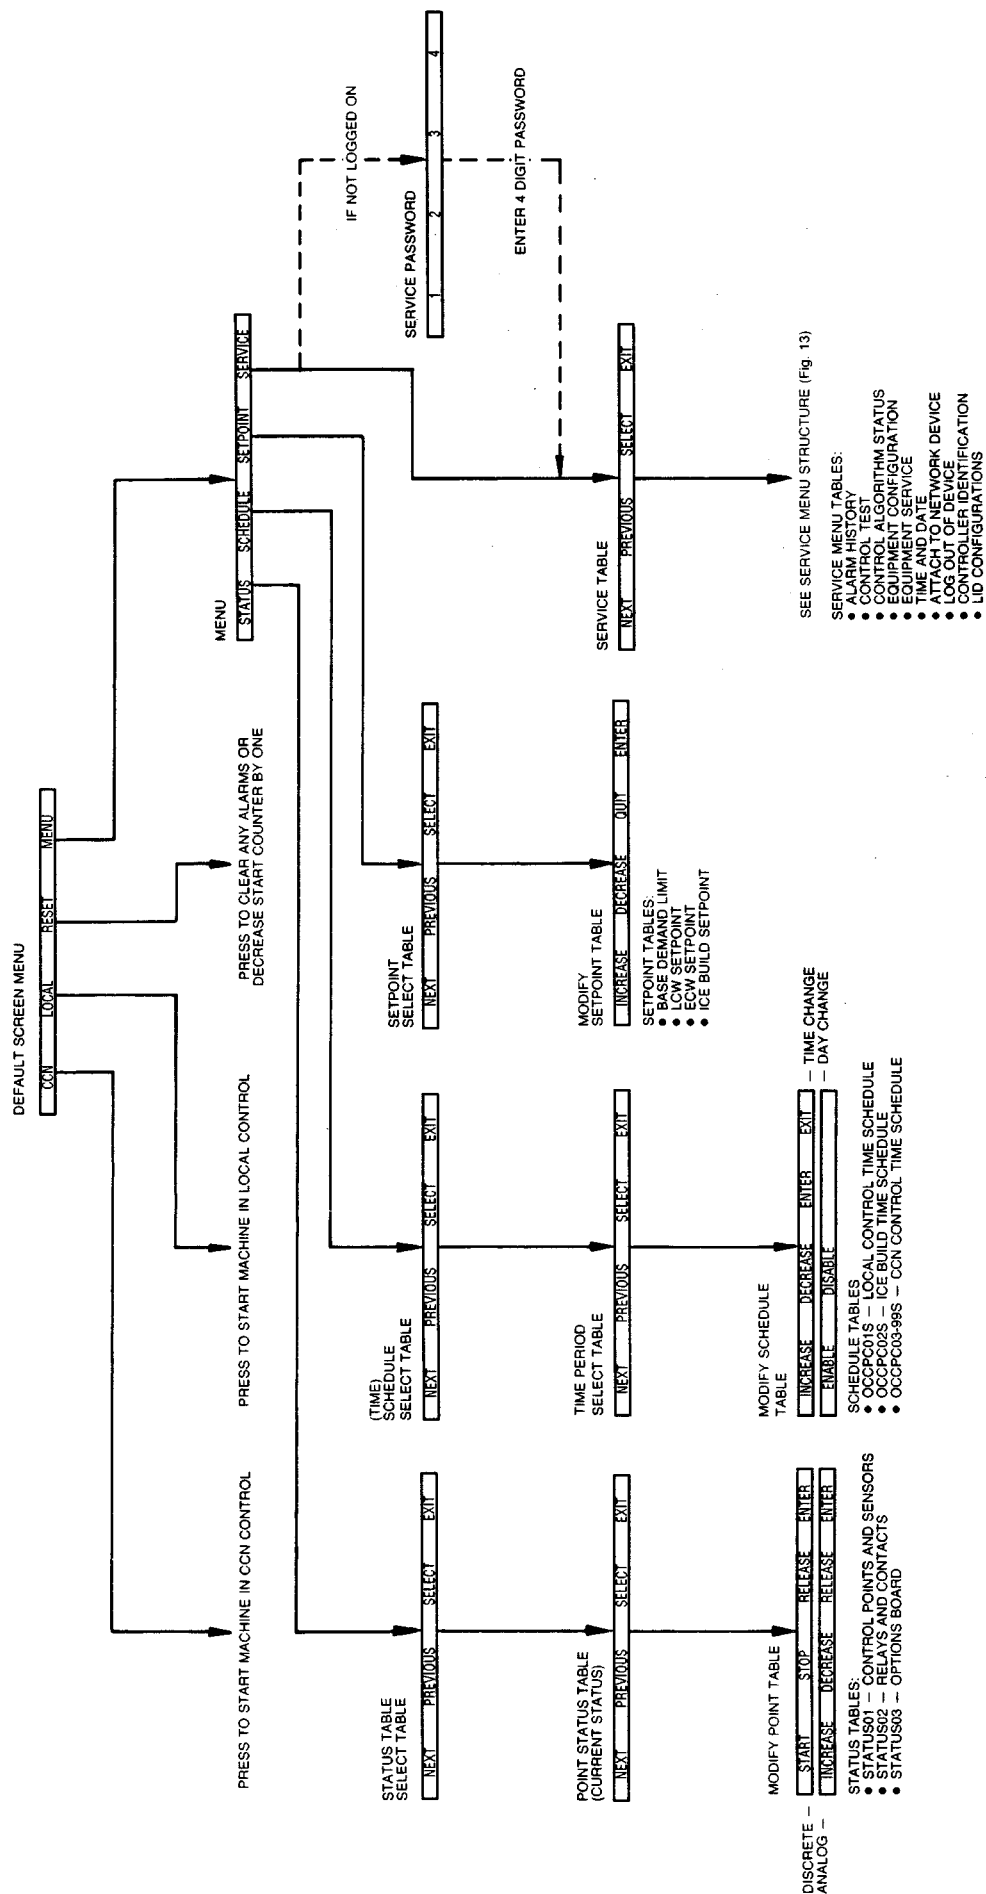 DEFAULT SCREEN MENU
CCN LOCAL RESET MENU
PRESS TO START MACHINE IN CCN CONTROL
PRESS TO START MACHINE IN LOCAL CONTROL
PRESS TO CLEAR ANY ALARMS OR
DECREASE START COUNTER BY ONE
MENU
STATUS SCHEDULE SETPOINT SERVICE
IF NOT LOGGED ON
SERVICE PASSWORD
1 2 3 4
ENTER 4 DIGIT PASSWORD
STATUS TABLE
SELECT TABLE
NEXT PREVIOUS SELECT EXIT
(TIME)
SCHEDULE
SELECT TABLE
NEXT PREVIOUS SELECT EXIT
SETPOINT
SELECT TABLE
NEXT PREVIOUS SELECT EXIT
POINT STATUS TABLE
(CURRENT STATUS)
NEXT PREVIOUS SELECT EXIT
TIME PERIOD
SELECT TABLE
NEXT PREVIOUS SELECT EXIT
MODIFY
SETPOINT TABLE
INCREASE DECREASE QUIT ENTER
SETPOINT TABLES:
• BASE DEMAND LIMIT
• LCW SETPOINT
• ECW SETPOINT
• ICE BUILD SETPOINT
SERVICE TABLE
NEXT PREVIOUS SELECT EXIT
MODIFY POINT TABLE
DISCRETE — START STOP RELEASE ENTER
ANALOG — INCREASE DECREASE RELEASE ENTER
STATUS TABLES:
• STATUS01 — CONTROL POINTS AND SENSORS
• STATUS02 — RELAYS AND CONTACTS
• STATUS03 — OPTIONS BOARD
MODIFY SCHEDULE
TABLE
INCREASE DECREASE ENTER EXIT — TIME CHANGE
ENABLE DISABLE — DAY CHANGE
SCHEDULE TABLES
• OCCPC01S — LOCAL CONTROL TIME SCHEDULE
• OCCPC02S — ICE BUILD TIME SCHEDULE
• OCCPC03-99S — CCN CONTROL TIME SCHEDULE
SEE SERVICE MENU STRUCTURE (Fig. 13)
SERVICE MENU TABLES:
• ALARM HISTORY
• CONTROL TEST
• CONTROL ALGORITHM STATUS
• EQUIPMENT CONFIGURATION
• EQUIPMENT SERVICE
• TIME AND DATE
• ATTACH TO NETWORK DEVICE
• LOG OUT OF DEVICE
• CONTROLLER IDENTIFICATION
• LID CONFIGURATIONS